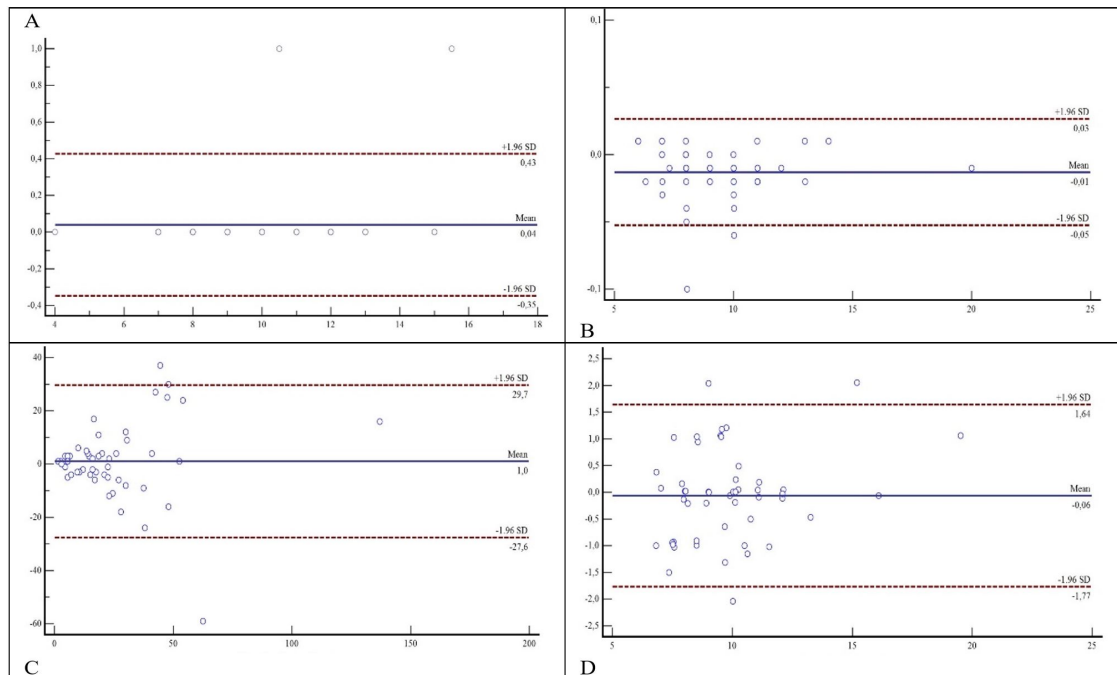 A
1,0
0,8
0,6
+1.96 SD
0,4
0,43
0,2
Mean
0,0
0,04
-0,2
-1.96 SD
-0,4
-0,35
4 6 8 10 12 14 16 18
0,1
+1.96 SD
0,03
0,0
Mean
-0,01
-1.96 SD
-0,05
-0,1
5 10 15 20 25
B
40
+1.96 SD
29,7
20
Mean
0
1,0
-20
-1.96 SD
-27,6
-40
-60
0 50 100 150 200
C
2,5
2,0
+1.96 SD
1,5
1,64
1,0
0,5
Mean
0,0
-0,06
-0,5
-1,0
-1,5
-1.96 SD
-1,77
-2,0
-2,5
5 10 15 20 25
D